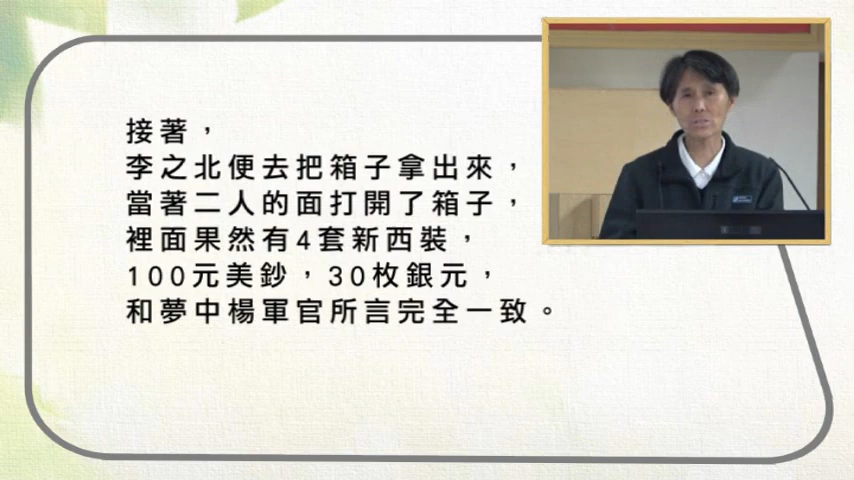 接著，
李之北便去把箱子拿出來，
當著二人的面打開了箱子，
裡面果然有4套新西裝，
100元美鈔，30枚銀元，
和夢中楊軍官所言完全一致。